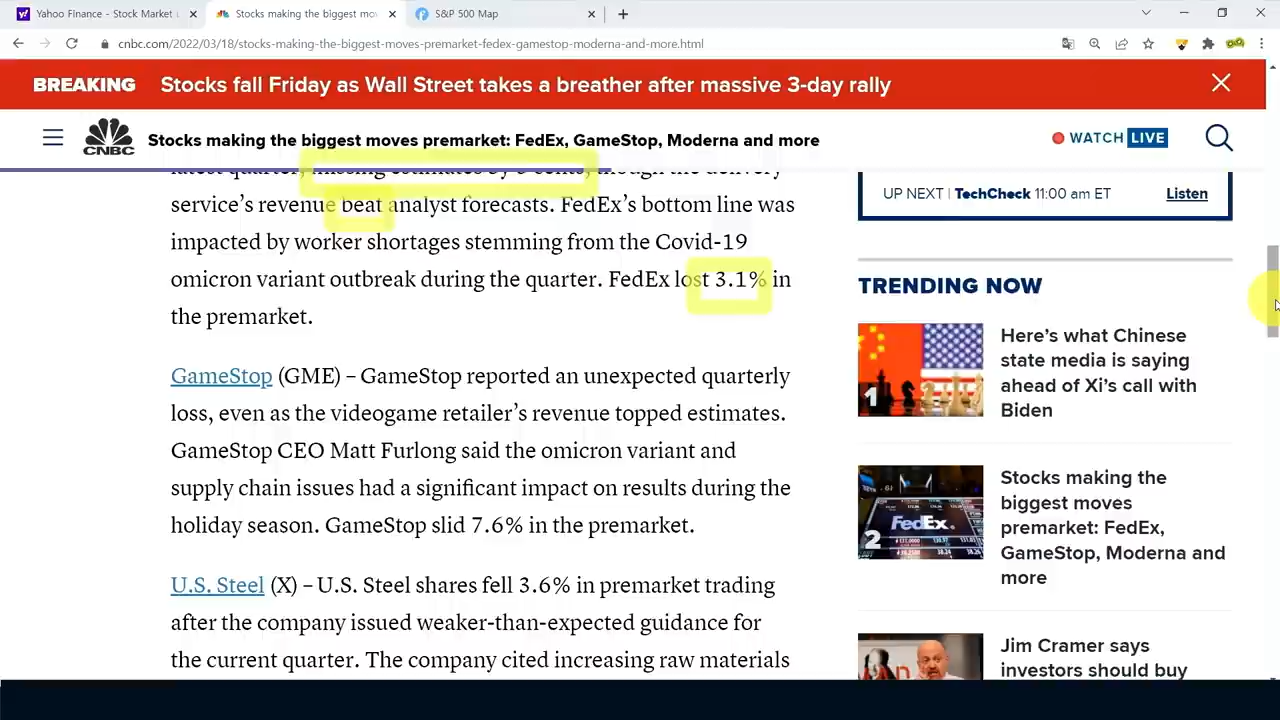 Yahoo Finance - Stock Market
Stocks making the biggest mo
S&P 500 Map
cnbc.com/2022/03/18/stocks-making-the-biggest-moves-premarket-fedex-gamestop-moderna-and-more.html
BREAKING Stocks fall Friday as Wall Street takes a breather after massive 3-day rally
CNBC
Stocks making the biggest moves premarket: FedEx, GameStop, Moderna and more
WATCH LIVE
latest quarter, missing estimates by 5 cents, though the delivery
service's revenue beat analyst forecasts. FedEx's bottom line was
impacted by worker shortages stemming from the Covid-19
omicron variant outbreak during the quarter. FedEx lost 3.1% in
the premarket.
GameStop (GME) – GameStop reported an unexpected quarterly
loss, even as the videogame retailer's revenue topped estimates.
GameStop CEO Matt Furlong said the omicron variant and
supply chain issues had a significant impact on results during the
holiday season. GameStop slid 7.6% in the premarket.
U.S. Steel (X) – U.S. Steel shares fell 3.6% in premarket trading
after the company issued weaker-than-expected guidance for
the current quarter. The company cited increasing raw materials
UP NEXT | TechCheck 11:00 am ET Listen
TRENDING NOW
1
Here's what Chinese
state media is saying
ahead of Xi's call with
Biden
FedEx
2
Stocks making the
biggest moves
premarket: FedEx,
GameStop, Moderna and
more
Jim Cramer says
investors should buy